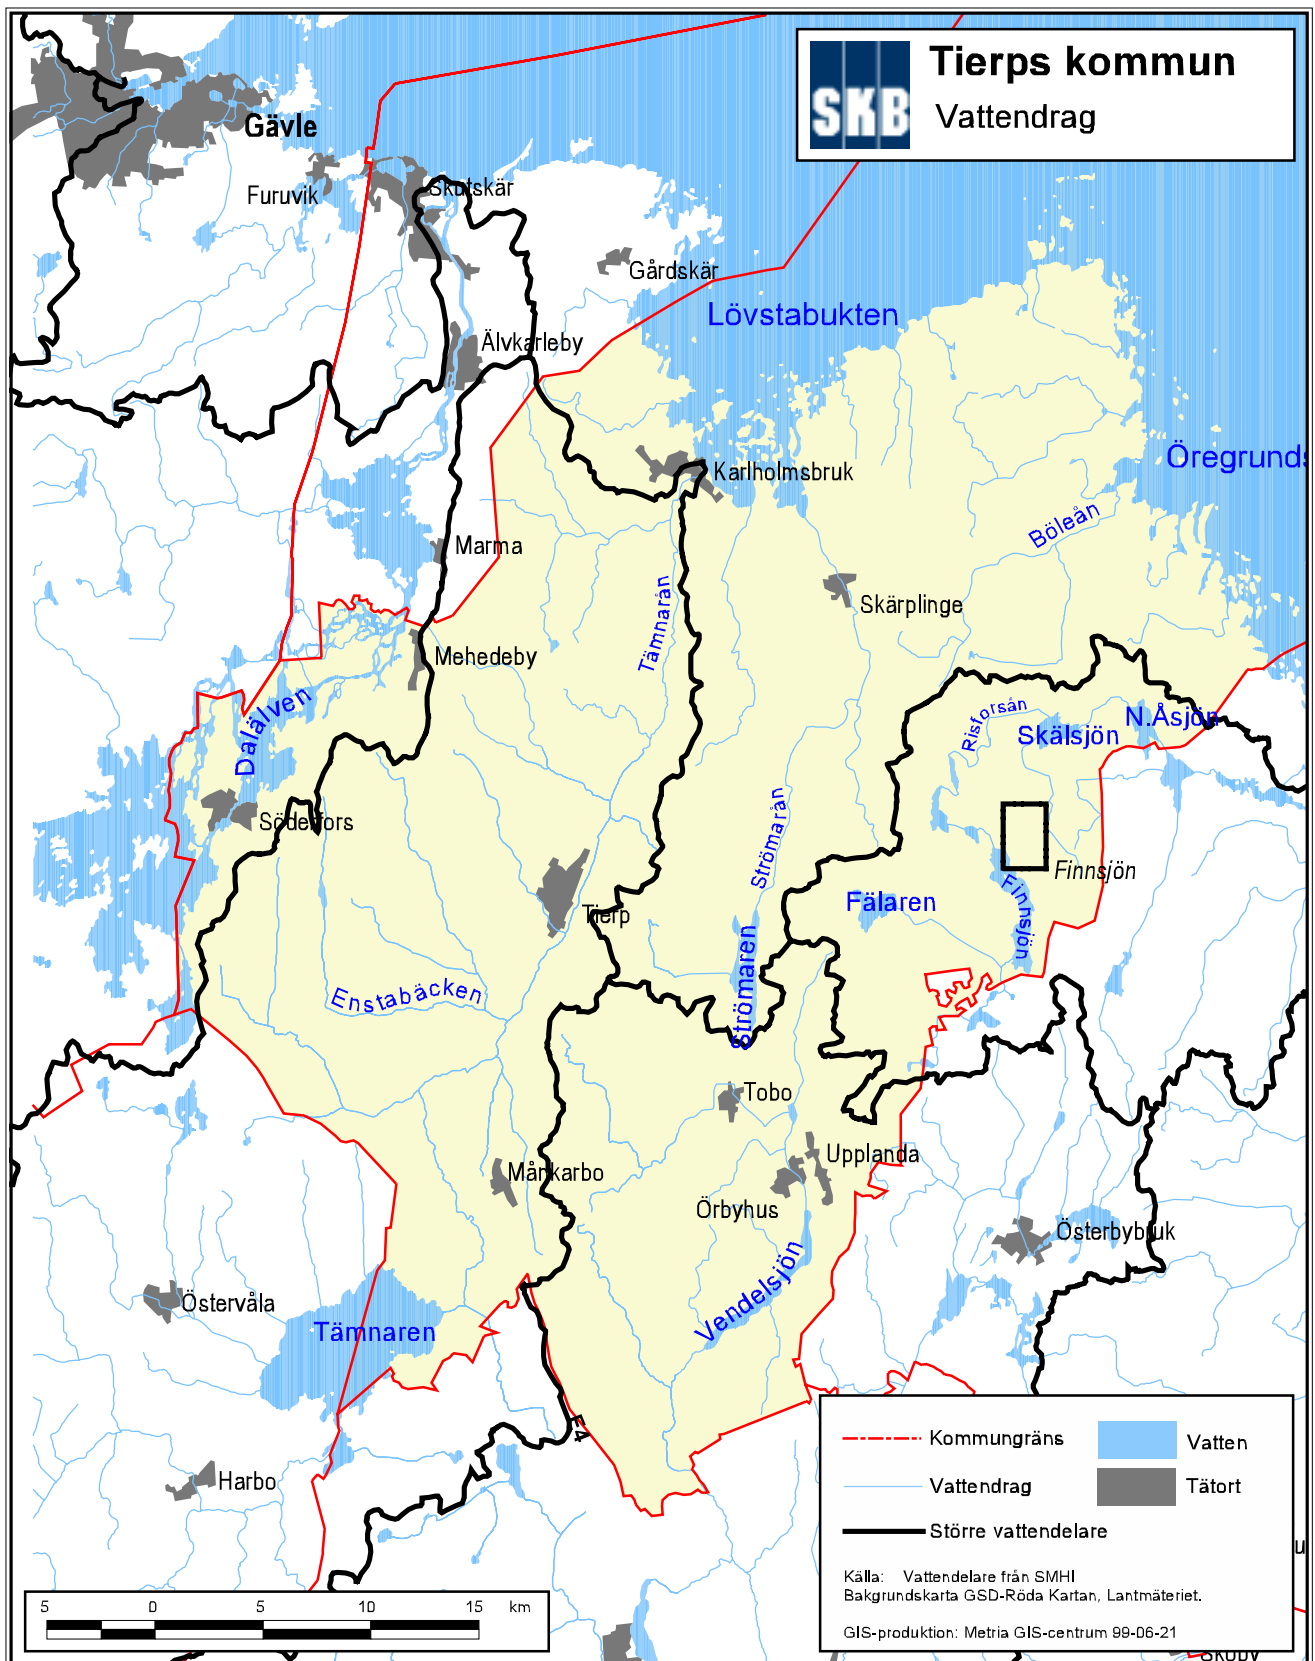 Tierps kommun
SKB
Vattendrag
Gävle
Furuvik
Skutskär
Gårdskär
Lövstabukten
Älvkarleby
Öregrunds
Karlholmsbruk
Böleån
Marma
Skärplinge
Tämnarån
Mehedeby
Dalälven
Risforsån
N.Åsjön
Skälsjön
Söderfors
Strömarån
Finnsjön
Finnsjön
Fälaren
Tierp
Strömaren
Enstabäcken
Tobo
Upplanda
Månkarbo
Örbyhus
Österbybruk
Vendelsjön
Östervåla
Tämnaren
E4
Harbo
Kommungräns
Vatten
Vattendrag
Tätort
Större vattendelare
Källa: Vattendelare från SMHI
Bakgrundskarta GSD-Röda Kartan, Lantmäteriet.
GIS-produktion: Metria GIS-centrum 99-06-21
5 0 5 10 15 km